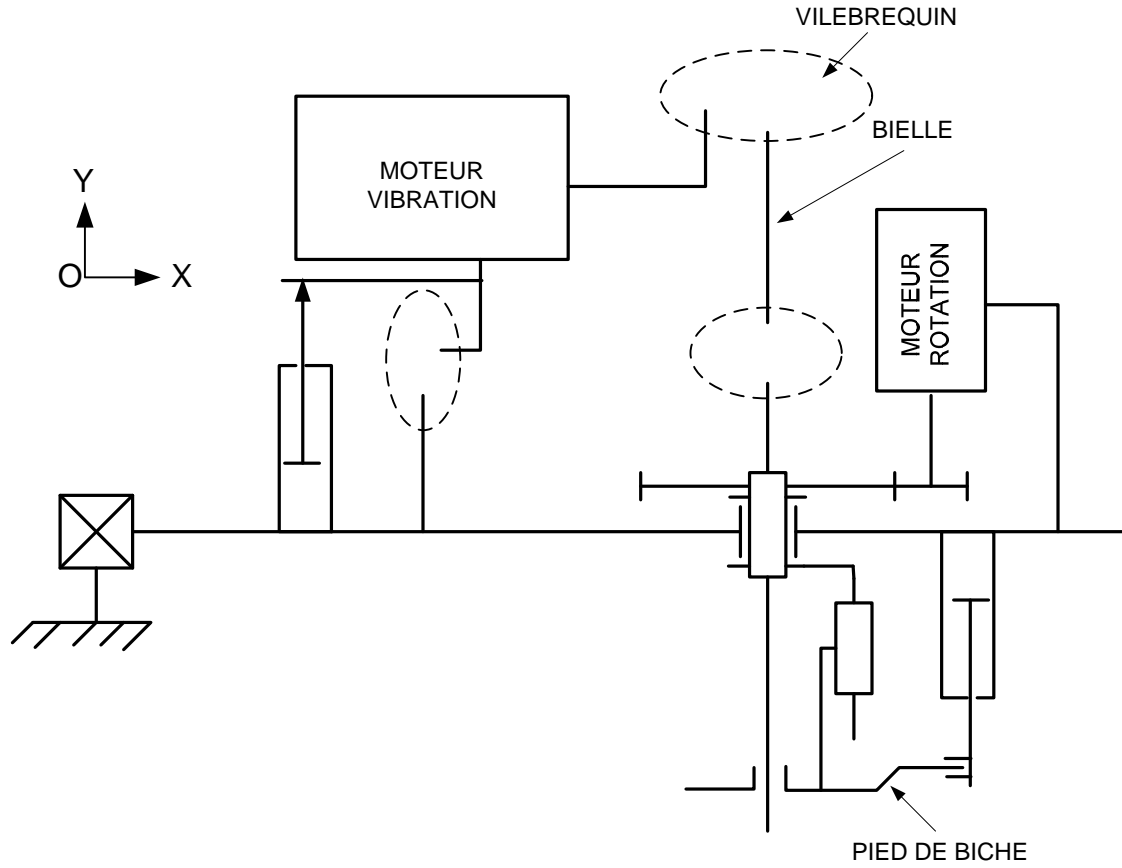 VILEBREQUIN
BIELLE
MOTEUR
VIBRATION
Y
O
X
MOTEUR
ROTATION
PIED DE BICHE